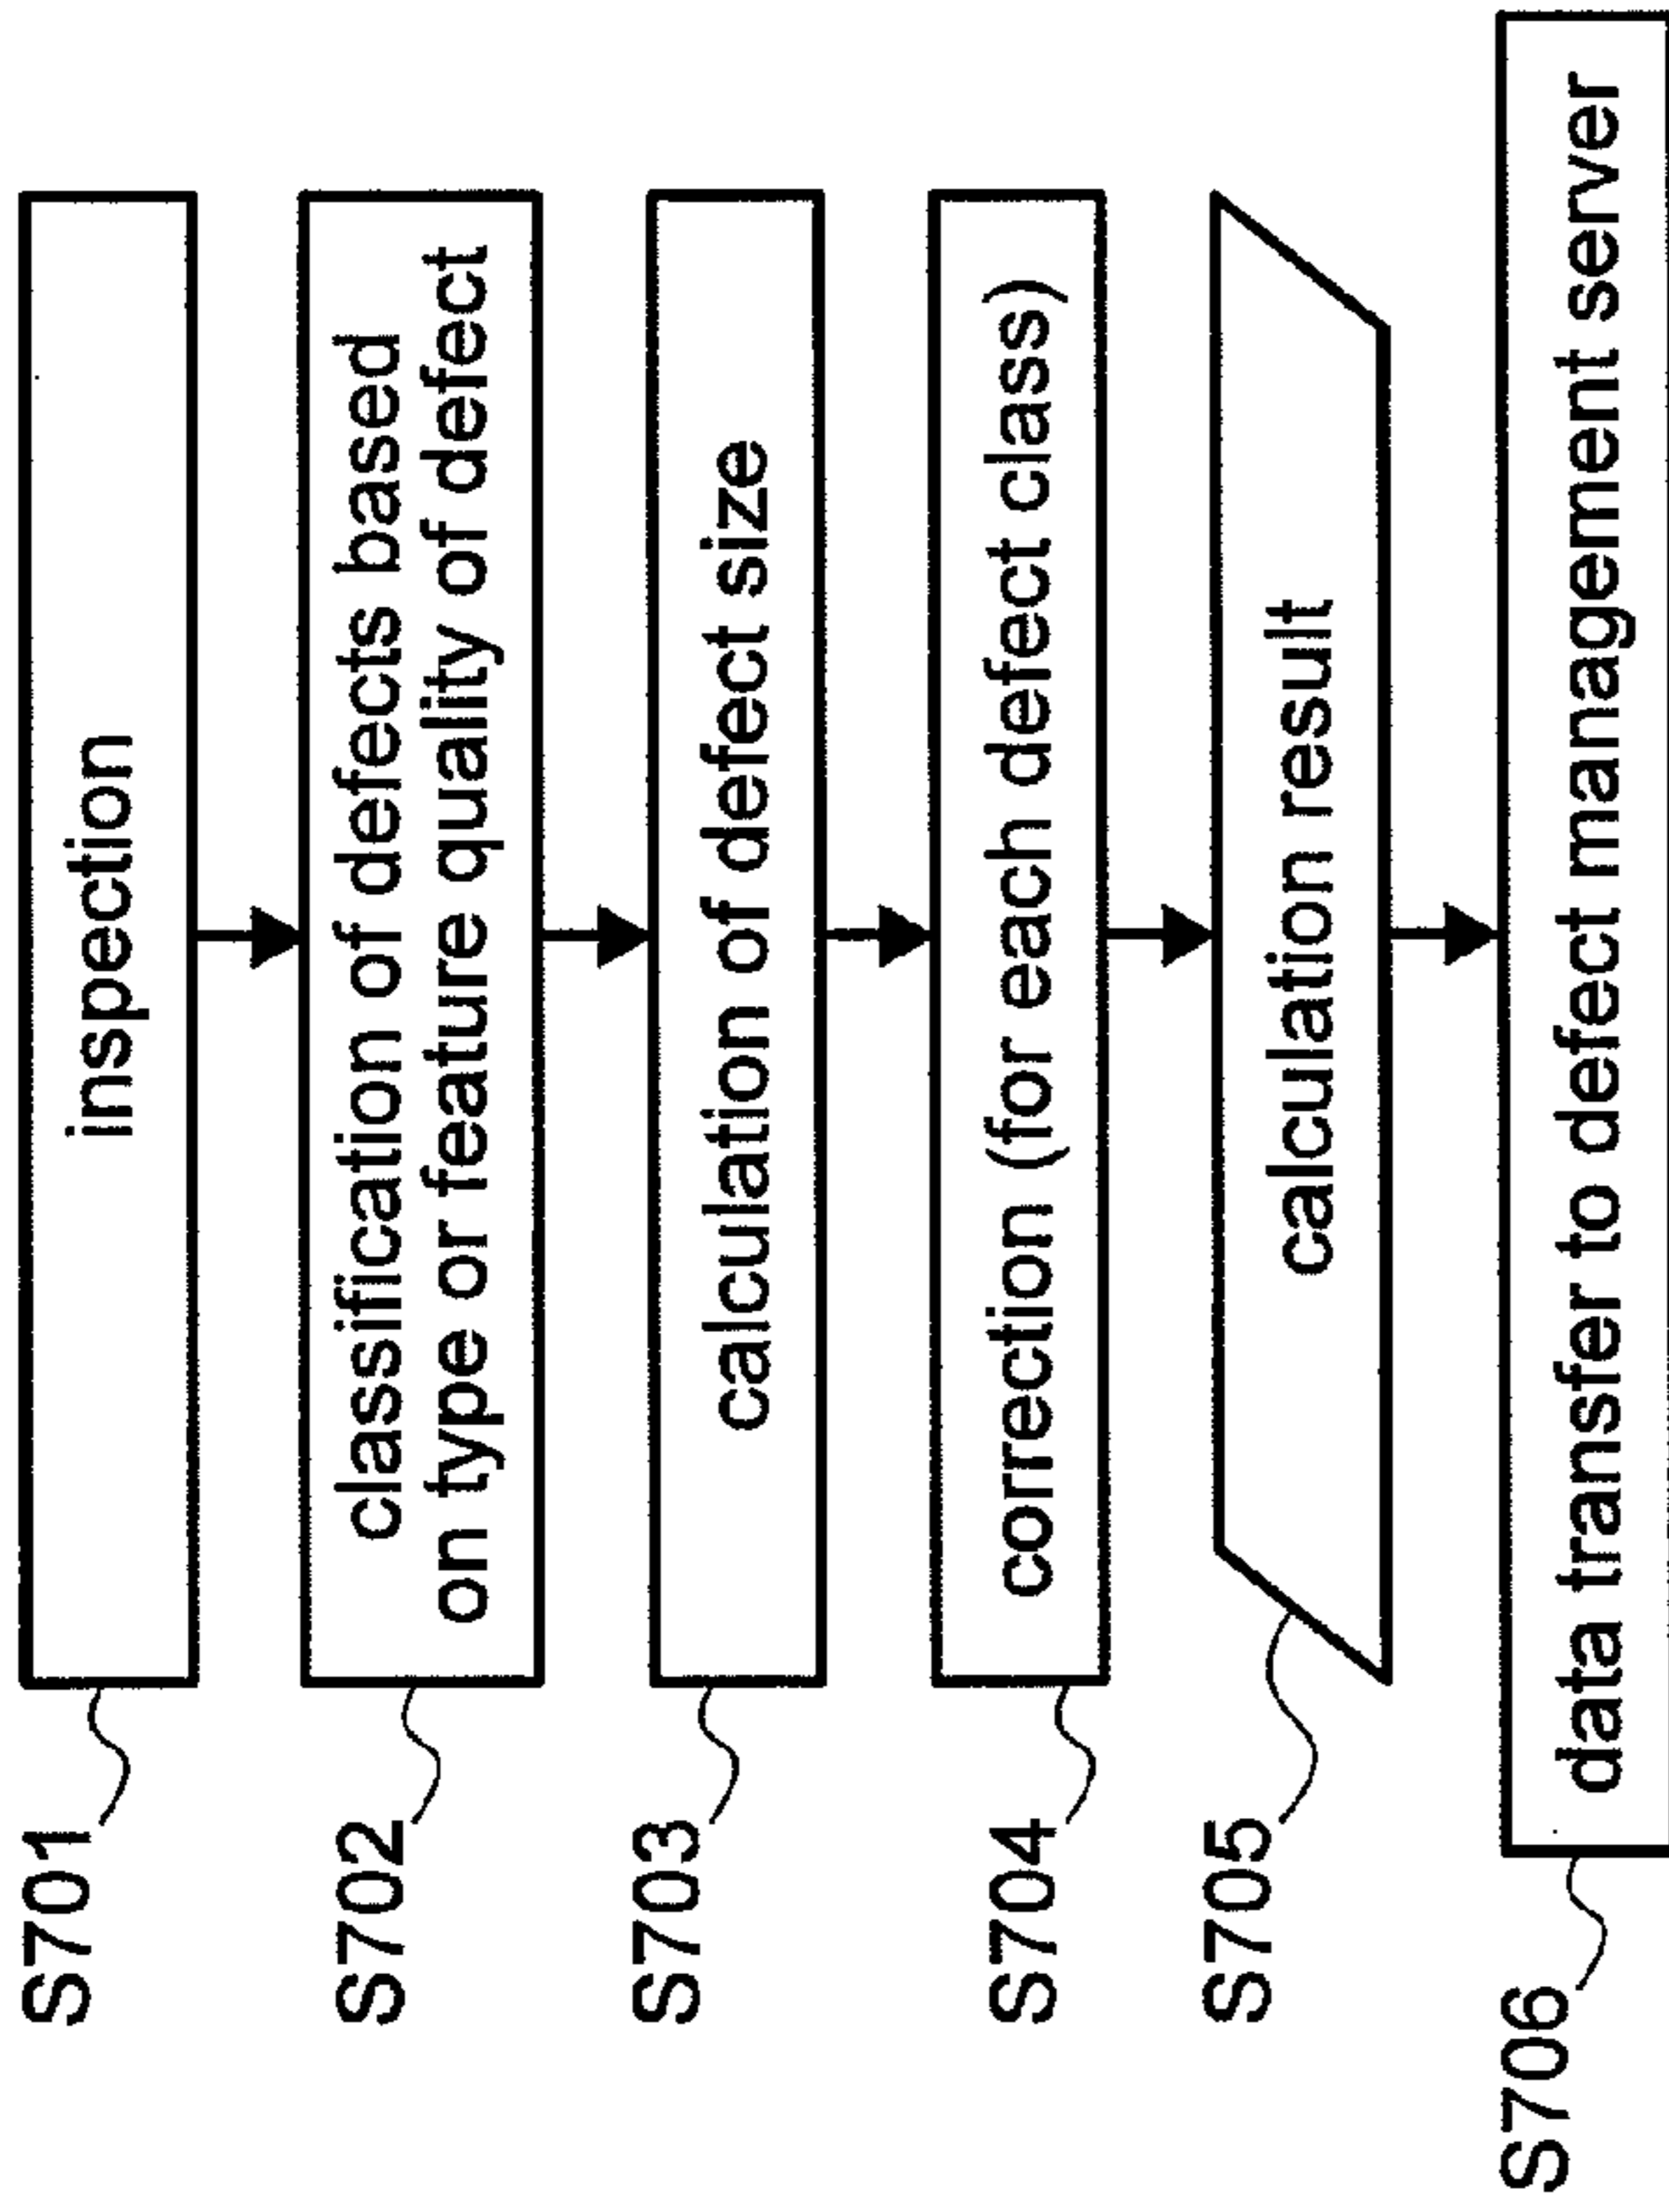 S701
inspection
S702
classification of defects based
on type or feature quality of defect
S703
calculation of defect size
S704
correction (for each defect class)
S705
calculation result
S706
data transfer to defect management server